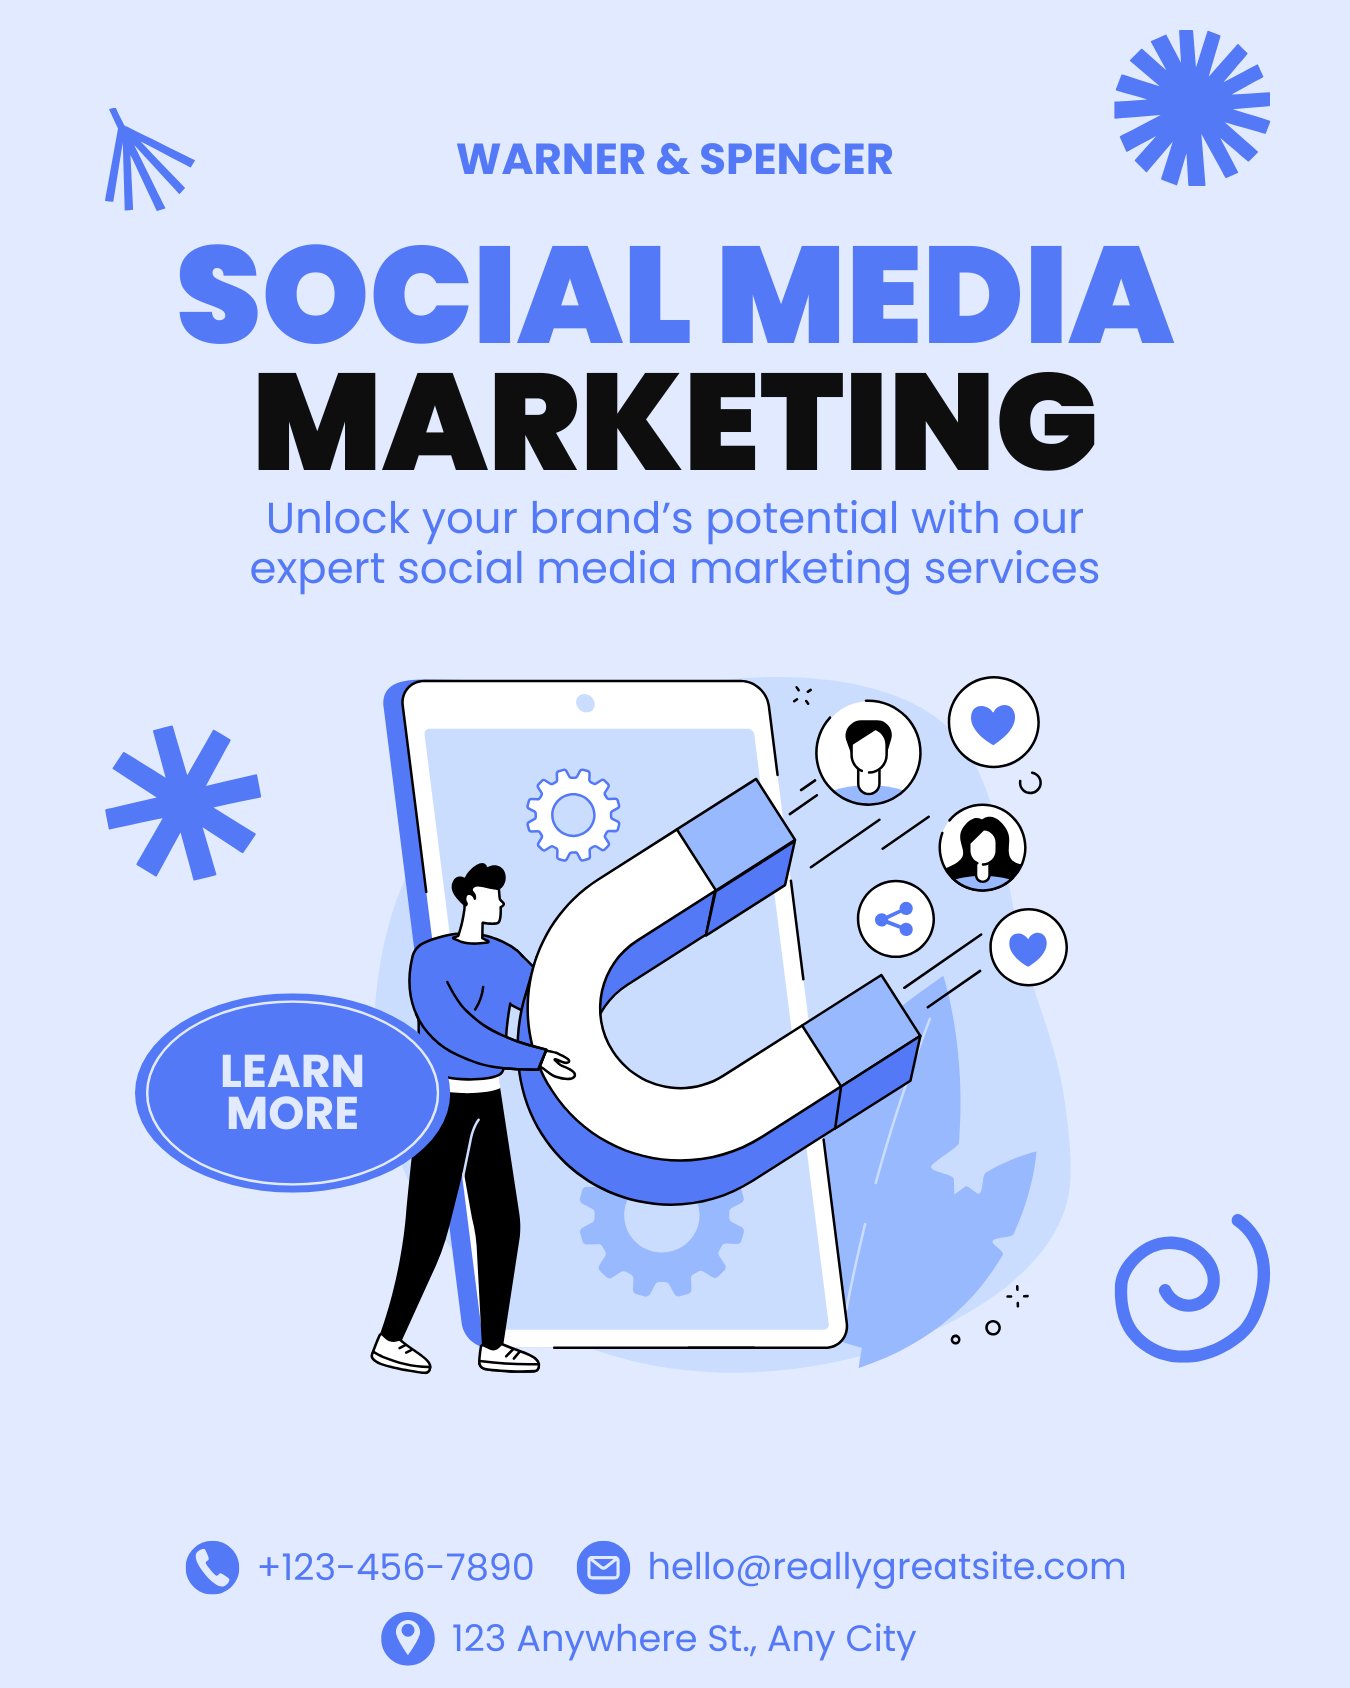 WARNER & SPENCER
SOCIAL MEDIA
MARKETING
Unlock your brand’s potential with our
expert social media marketing services
LEARN
MORE
+123-456-7890
hello@reallygreatsite.com
123 Anywhere St., Any City